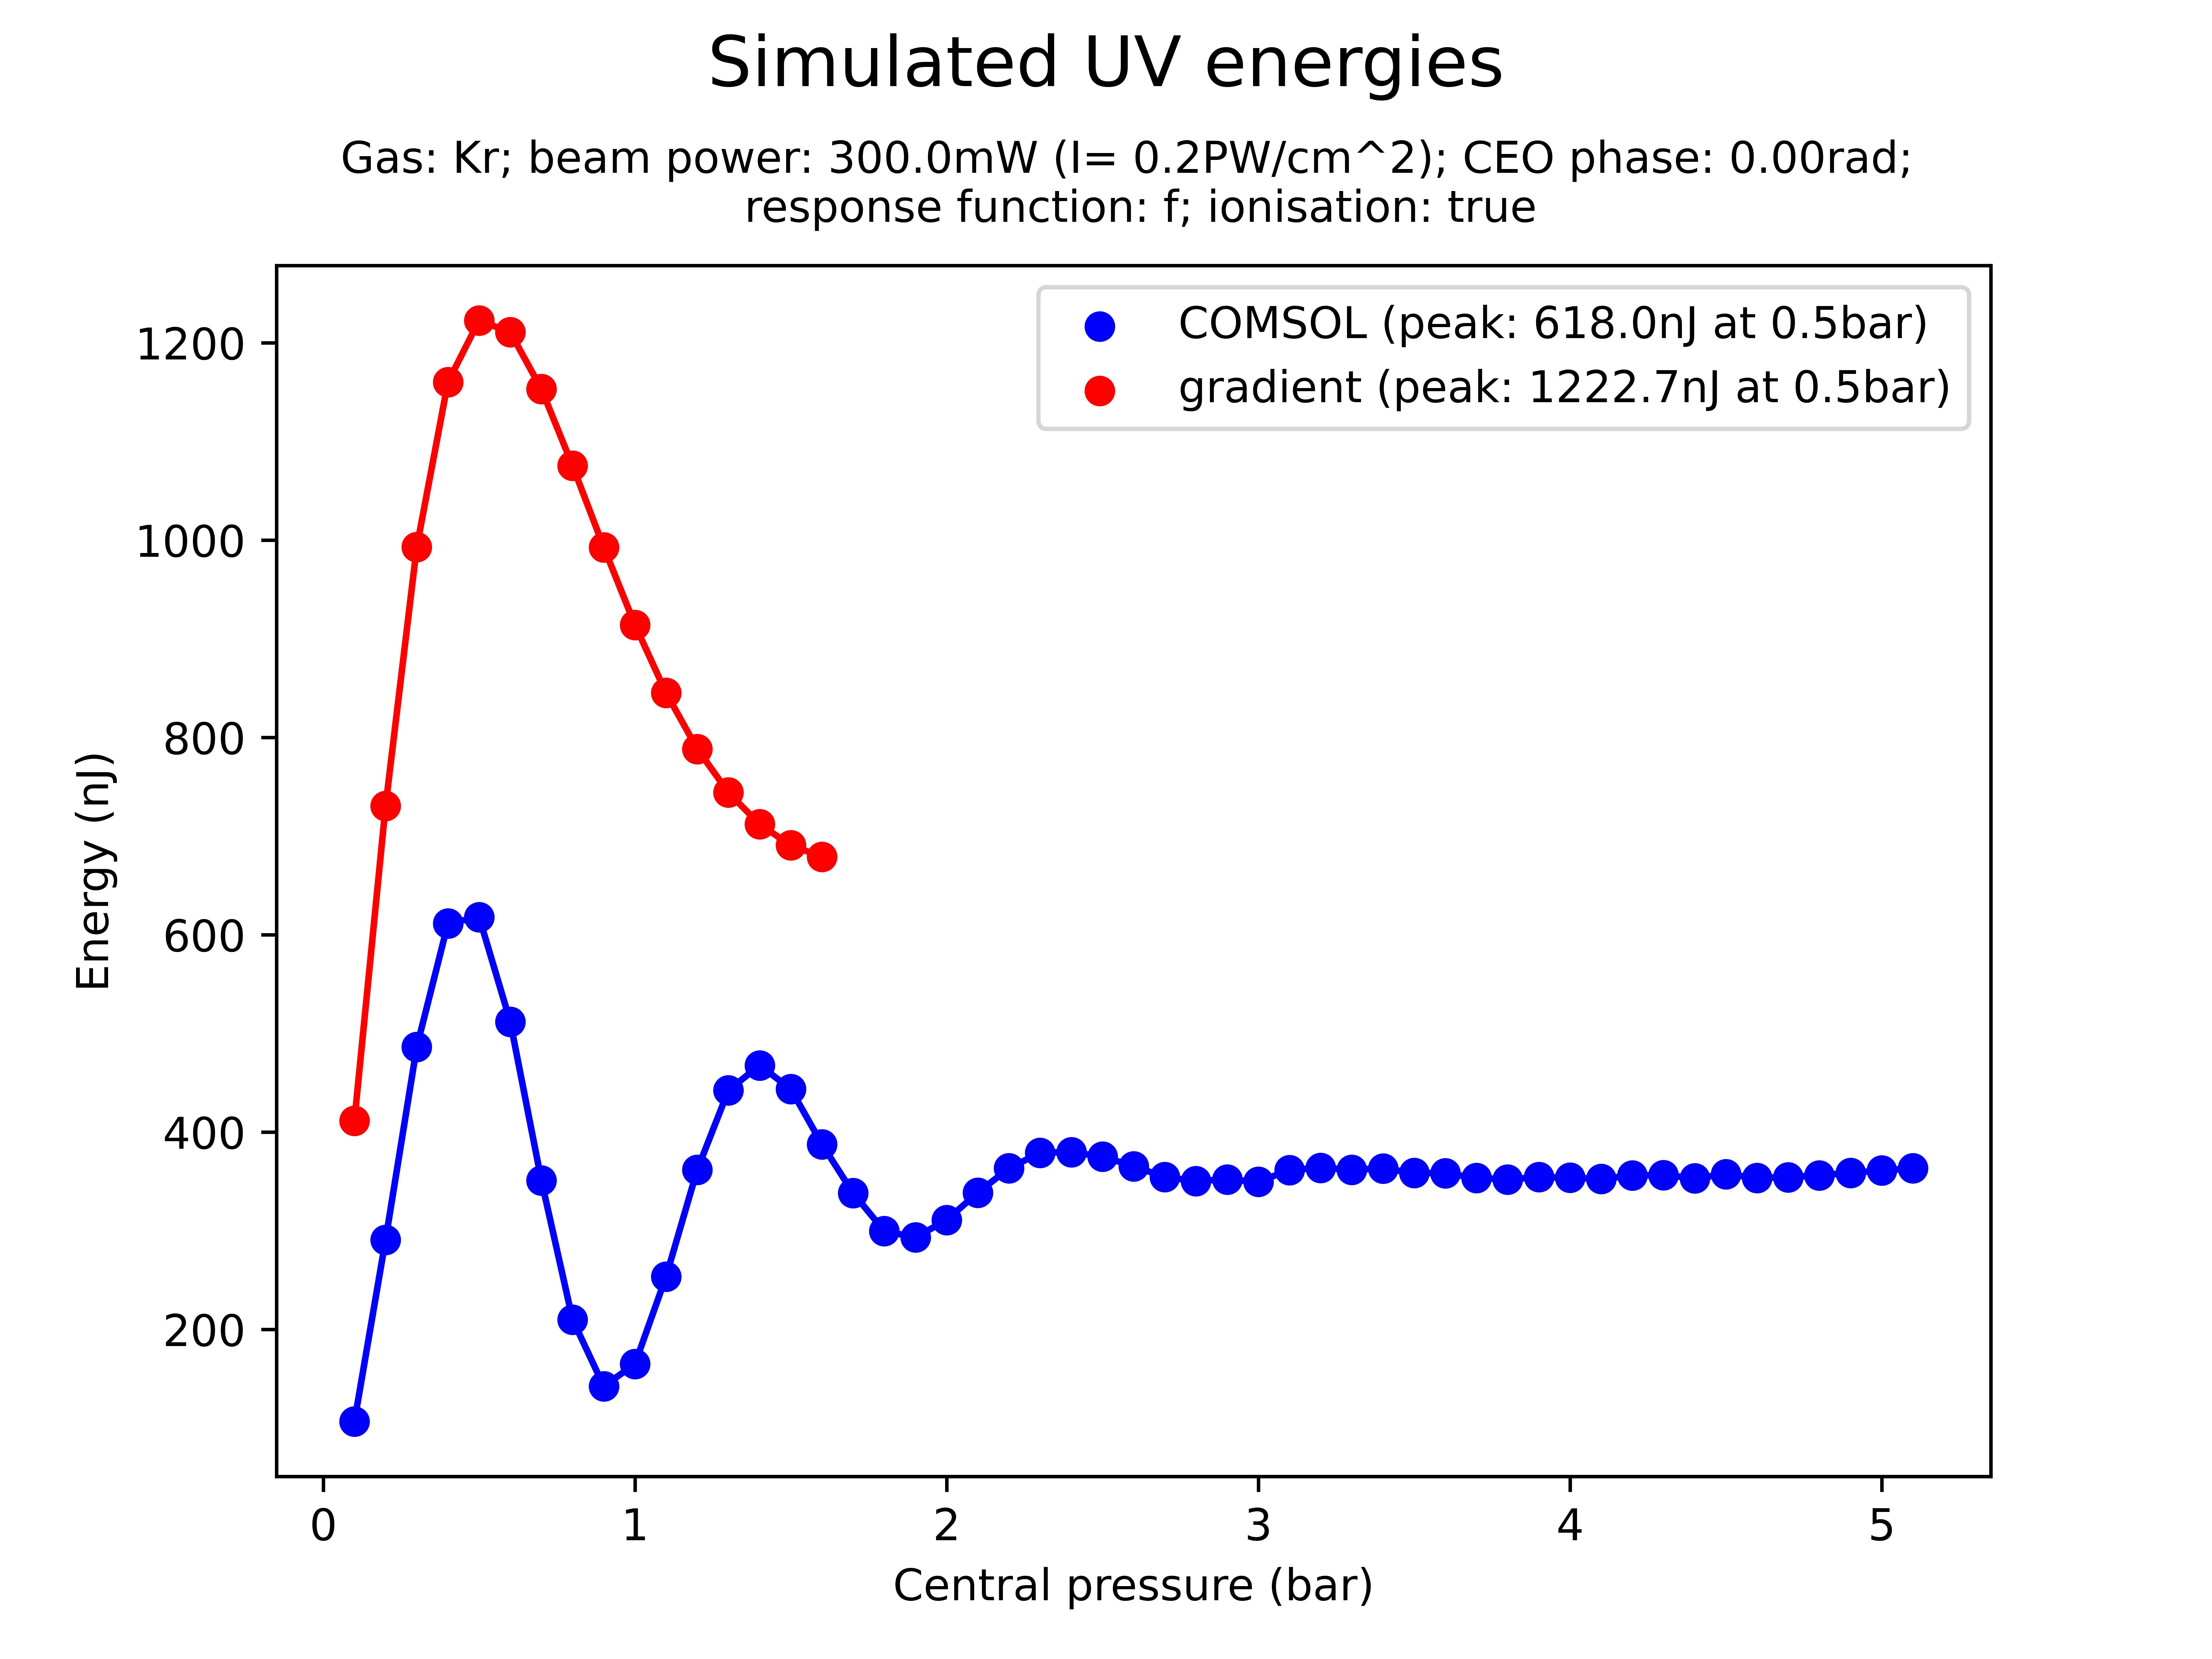 Simulated UV energies
Gas: Kr; beam power: 300.0mW (I= 0.2PW/cm^2); CEO phase: 0.00rad;
response function: f; ionisation: true
COMSOL (peak: 618.0nJ at 0.5bar)
gradient (peak: 1222.7nJ at 0.5bar)
1200
1000
800
600
400
200
Energy (nJ)
0 1 2 3 4 5
Central pressure (bar)